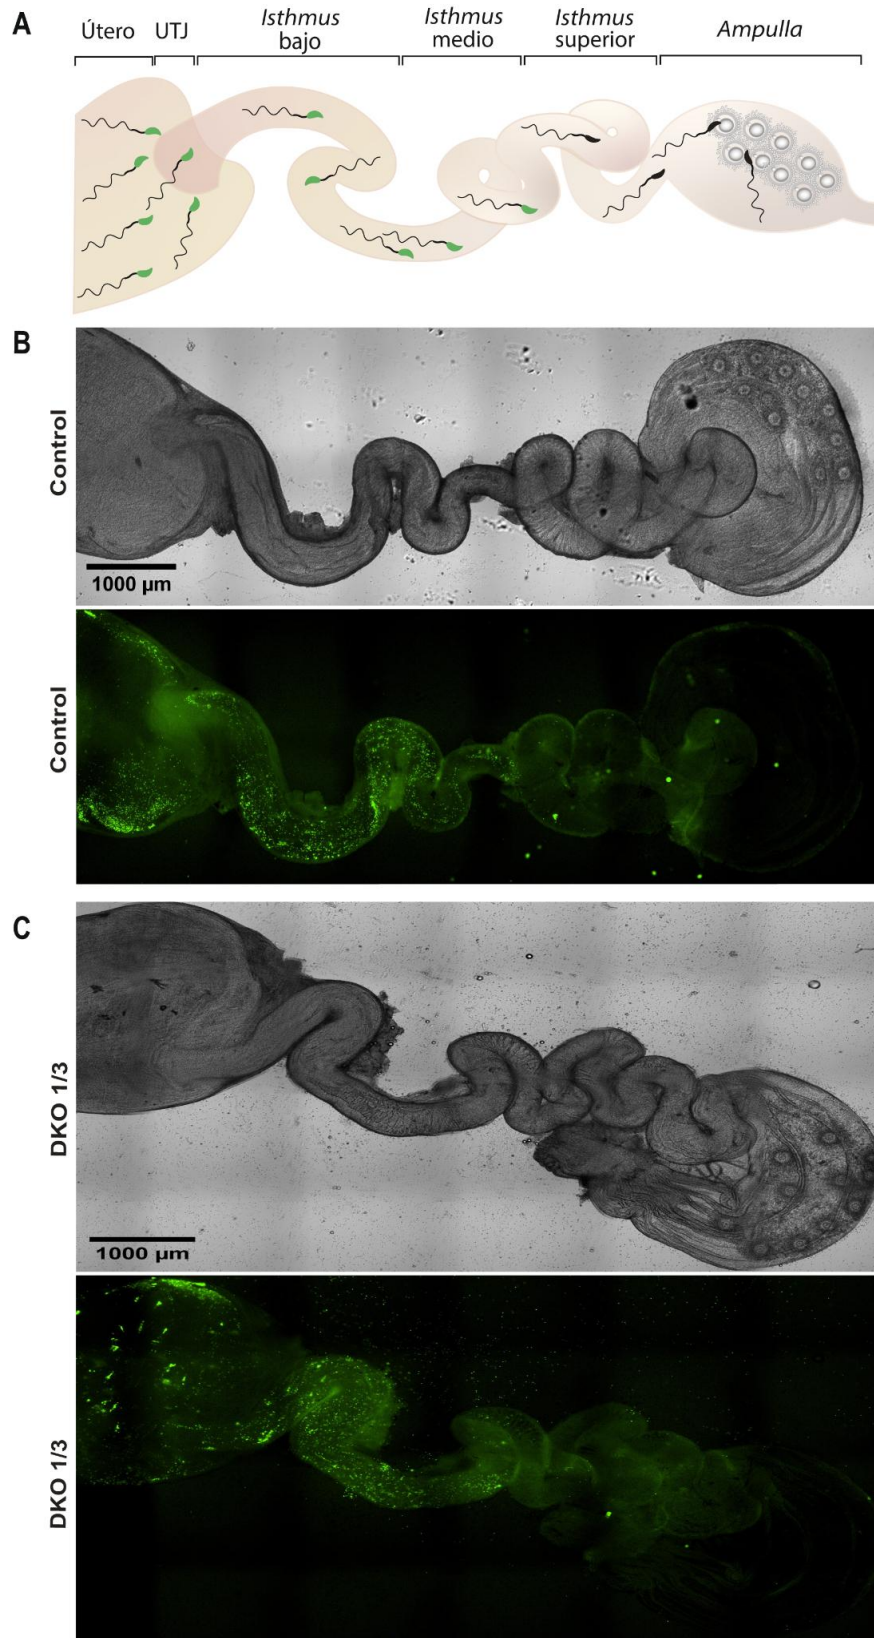 A
Útero
UTJ
Isthmus
bajo
Isthmus
medio
Isthmus
superior
Ampulla
B
Control
1000 µm
Control
C
DKO 1/3
1000 µm
DKO 1/3